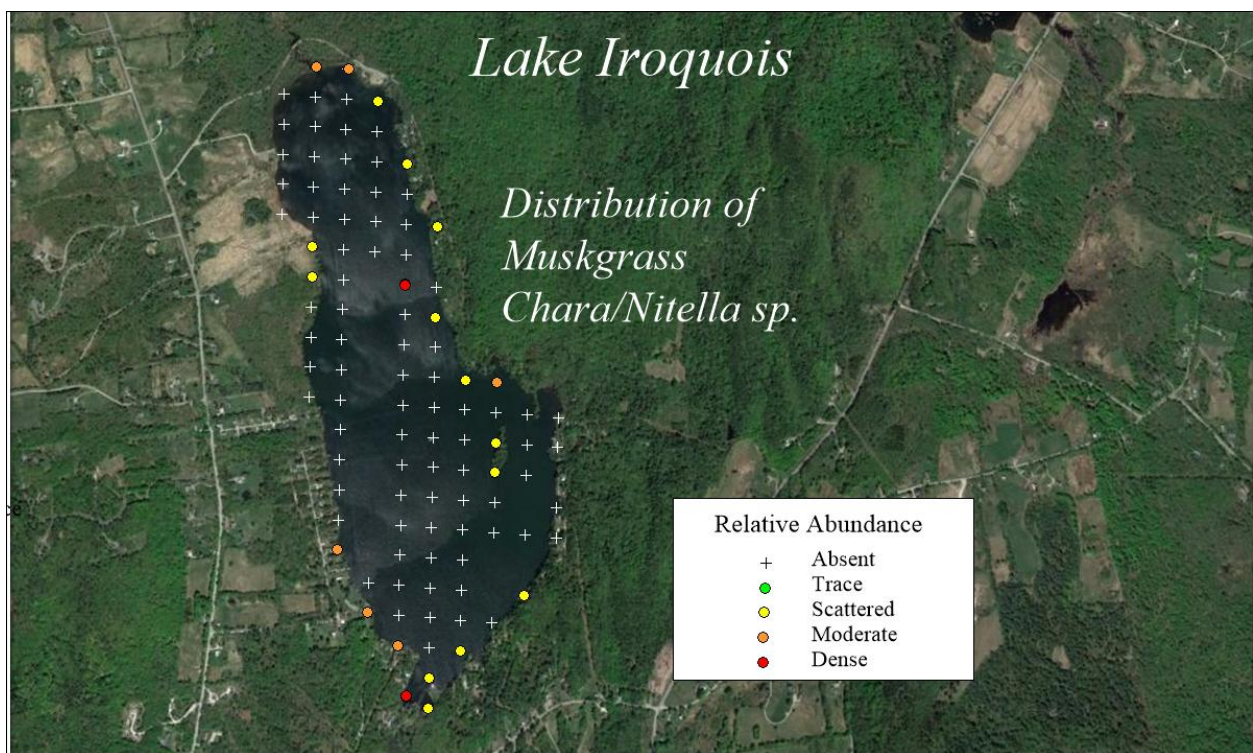 Lake Iroquois
Distribution of
Muskgrass
Chara/Nitella sp.
Relative Abundance
Absent
Trace
Scattered
Moderate
Dense